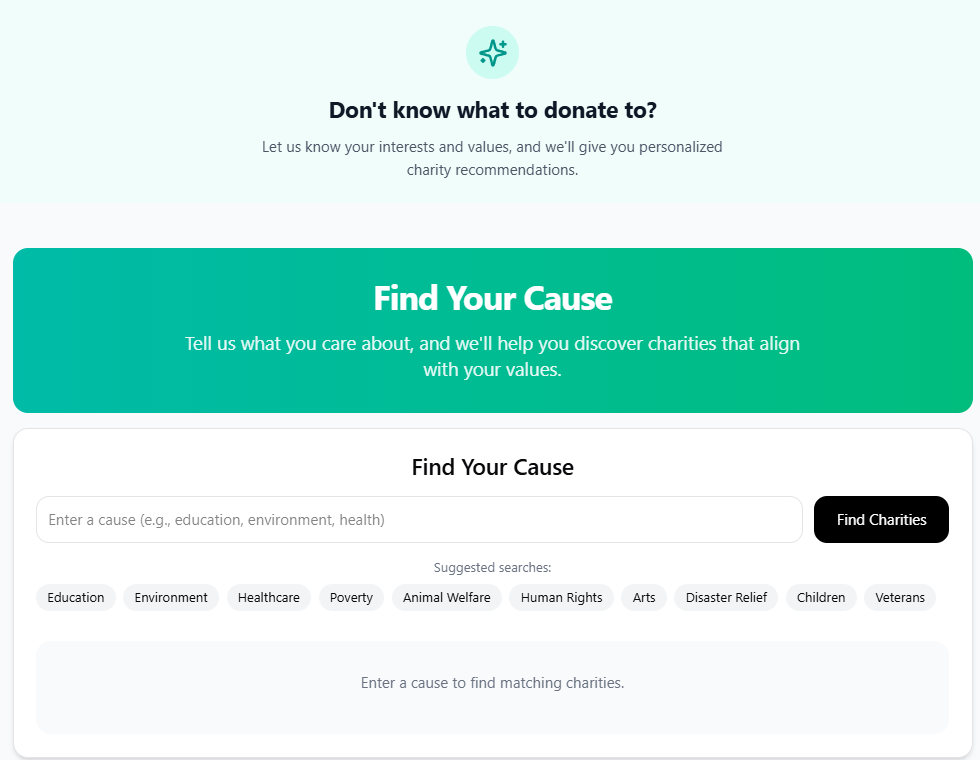 Don't know what to donate to?
Let us know your interests and values, and we'll give you personalized
charity recommendations.
Find Your Cause
Tell us what you care about, and we'll help you discover charities that align
with your values.
Find Your Cause
Enter a cause (e.g., education, environment, health)
Find Charities
Suggested searches:
Education Environment Healthcare Poverty Animal Welfare Human Rights Arts Disaster Relief Children Veterans
Enter a cause to find matching charities.